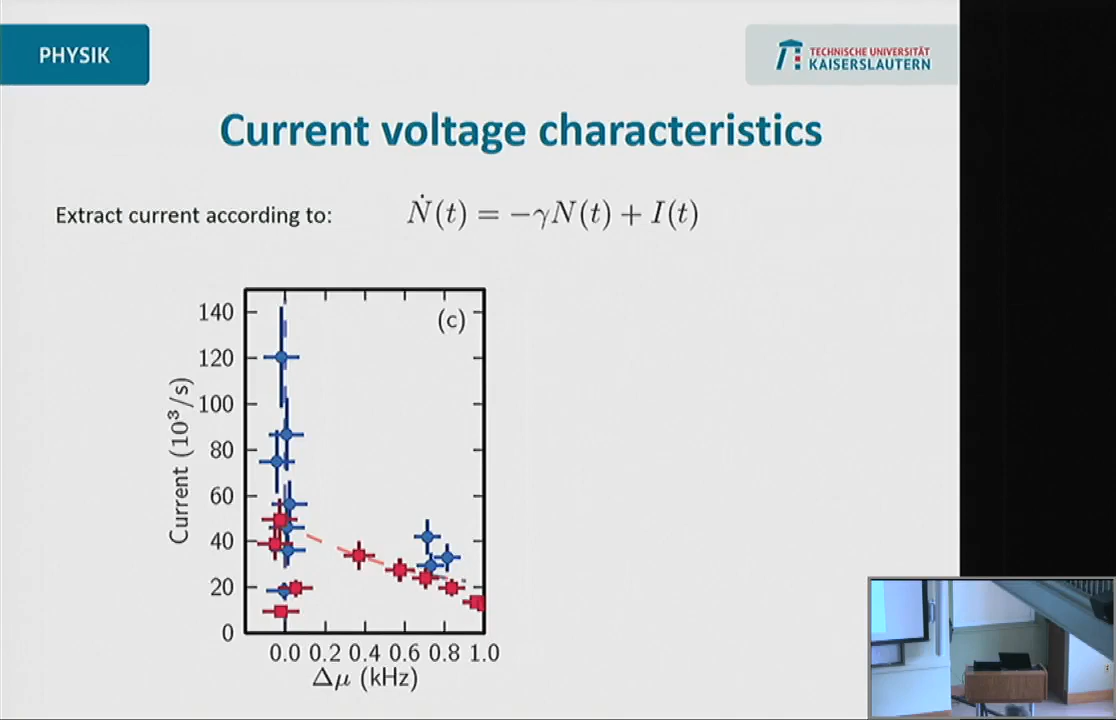 PHYSIK
TECHNISCHE UNIVERSITÄT
KAISERSLAUTERN
Current voltage characteristics
Extract current according to: Ṅ(t) = −γN(t) + I(t)
(c)
140
120
100
80
60
40
20
0
Current (10³/s)
0.0 0.2 0.4 0.6 0.8 1.0
Δμ (kHz)